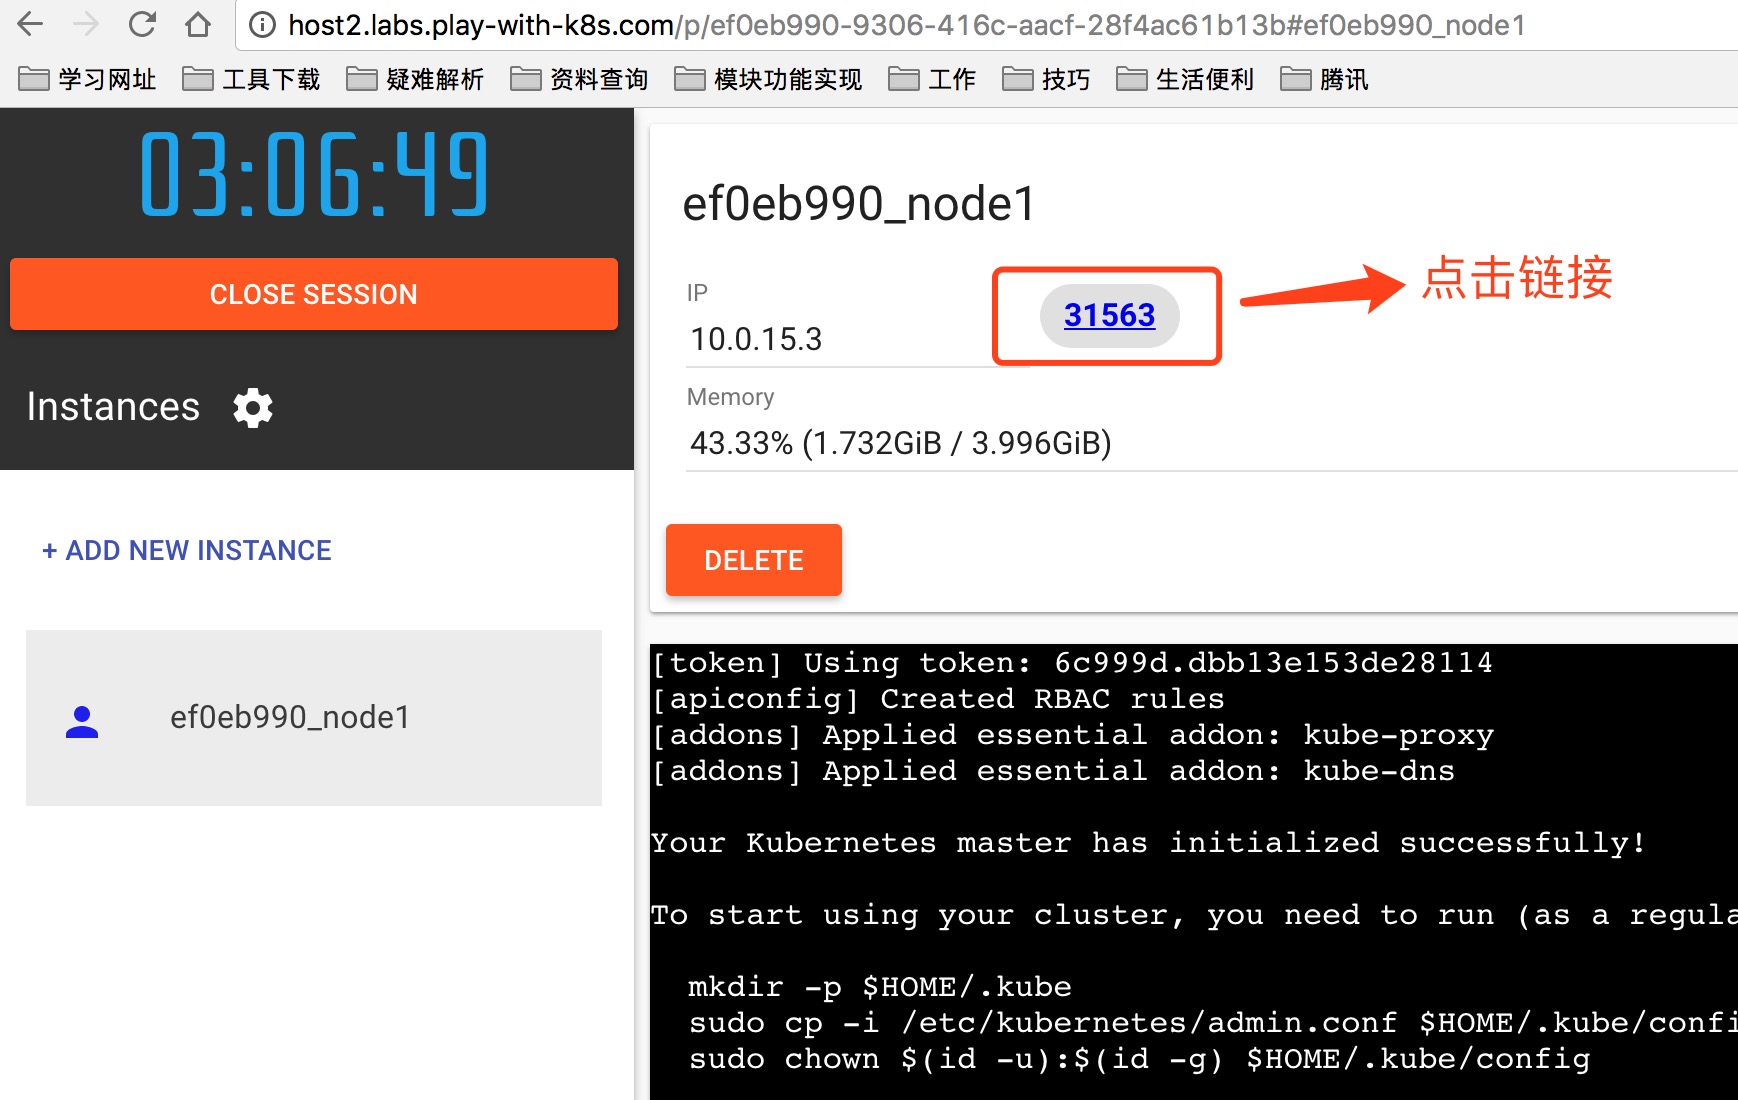 host2.labs.play-with-k8s.com/p/ef0eb990-9306-416c-aacf-28f4ac61b13b#ef0eb990_node1
学习网址 工具下载 疑难解析 资料查询 模块功能实现 工作 技巧 生活便利 腾讯
03:06:49
CLOSE SESSION
Instances
+ ADD NEW INSTANCE
ef0eb990_node1
ef0eb990_node1
IP
10.0.15.3
31563
点击链接
Memory
43.33% (1.732GiB / 3.996GiB)
DELETE
[token] Using token: 6c999d.dbb13e153de28114
[apiconfig] Created RBAC rules
[addons] Applied essential addon: kube-proxy
[addons] Applied essential addon: kube-dns
Your Kubernetes master has initialized successfully!
To start using your cluster, you need to run (as a regula
mkdir -p $HOME/.kube
sudo cp -i /etc/kubernetes/admin.conf $HOME/.kube/confi
sudo chown $(id -u):$(id -g) $HOME/.kube/config